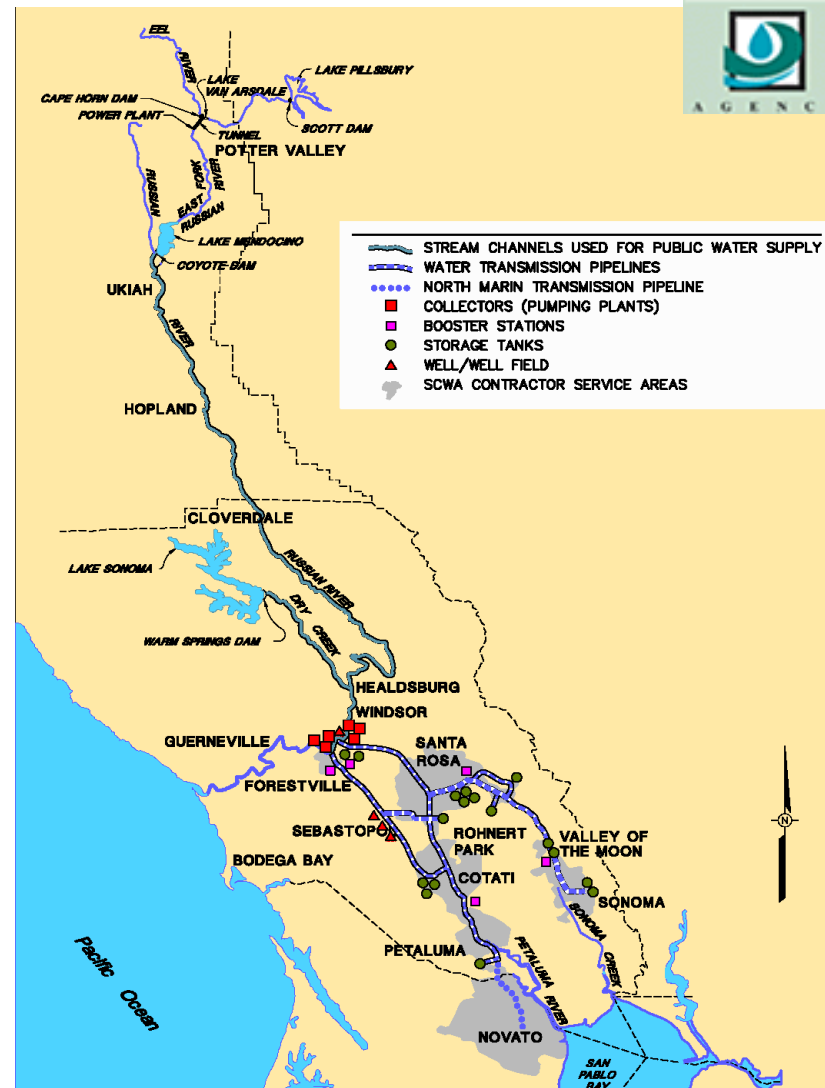 EEL
RIVER
LAKE
VAN ARSDALE
LAKE PILLSBURY
CAPE HORN DAM
POWER PLANT
TUNNEL
SCOTT DAM
POTTER VALLEY
AGENC
RUSSIAN
EAST FORK
RUSSIAN RIVER
LAKE MENDOCINO
COYOTE DAM
UKIAH
RIVER
HOPLAND
STREAM CHANNELS USED FOR PUBLIC WATER SUPPLY
WATER TRANSMISSION PIPELINES
NORTH MARIN TRANSMISSION PIPELINE
COLLECTORS (PUMPING PLANTS)
BOOSTER STATIONS
STORAGE TANKS
WELL/WELL FIELD
SCWA CONTRACTOR SERVICE AREAS
CLOVERDALE
LAKE SONOMA
RUSSIAN RIVER
DRY CREEK
WARM SPRINGS DAM
HEALDSBURG
WINDSOR
GUERNEVILLE
SANTA
ROSA
FORESTVILLE
SEBASTOPO
ROHNERT
PARK
VALLEY OF
THE MOON
BODEGA BAY
COTATI
SONOMA
PETALUMA
PETALUMA RIVER
SONOMA CREEK
NOVATO
Pacific Ocean
SAN
PABLO
BAY
N